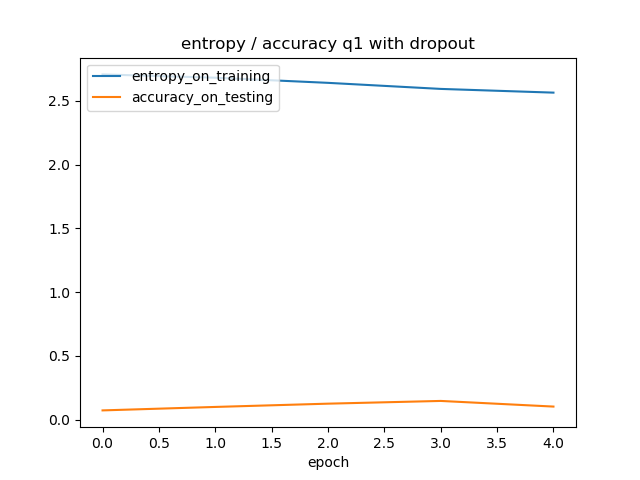 entropy / accuracy q1 with dropout
entropy_on_training
accuracy_on_testing
2.5
2.0
1.5
1.0
0.5
0.0
0.0 0.5 1.0 1.5 2.0 2.5 3.0 3.5 4.0
epoch